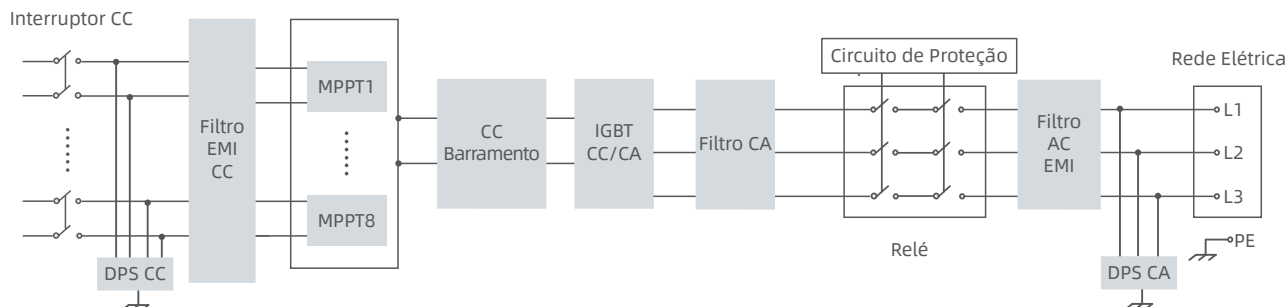 Interruptor CC
DPS CC
Filtro
EMI
CC
MPPT1
MPPT8
CC
Barramento
IGBT
CC/CA
Filtro CA
Circuito de Proteção
Relé
Filtro
AC
EMI
Rede Elétrica
L1
L2
L3
PE
DPS CA